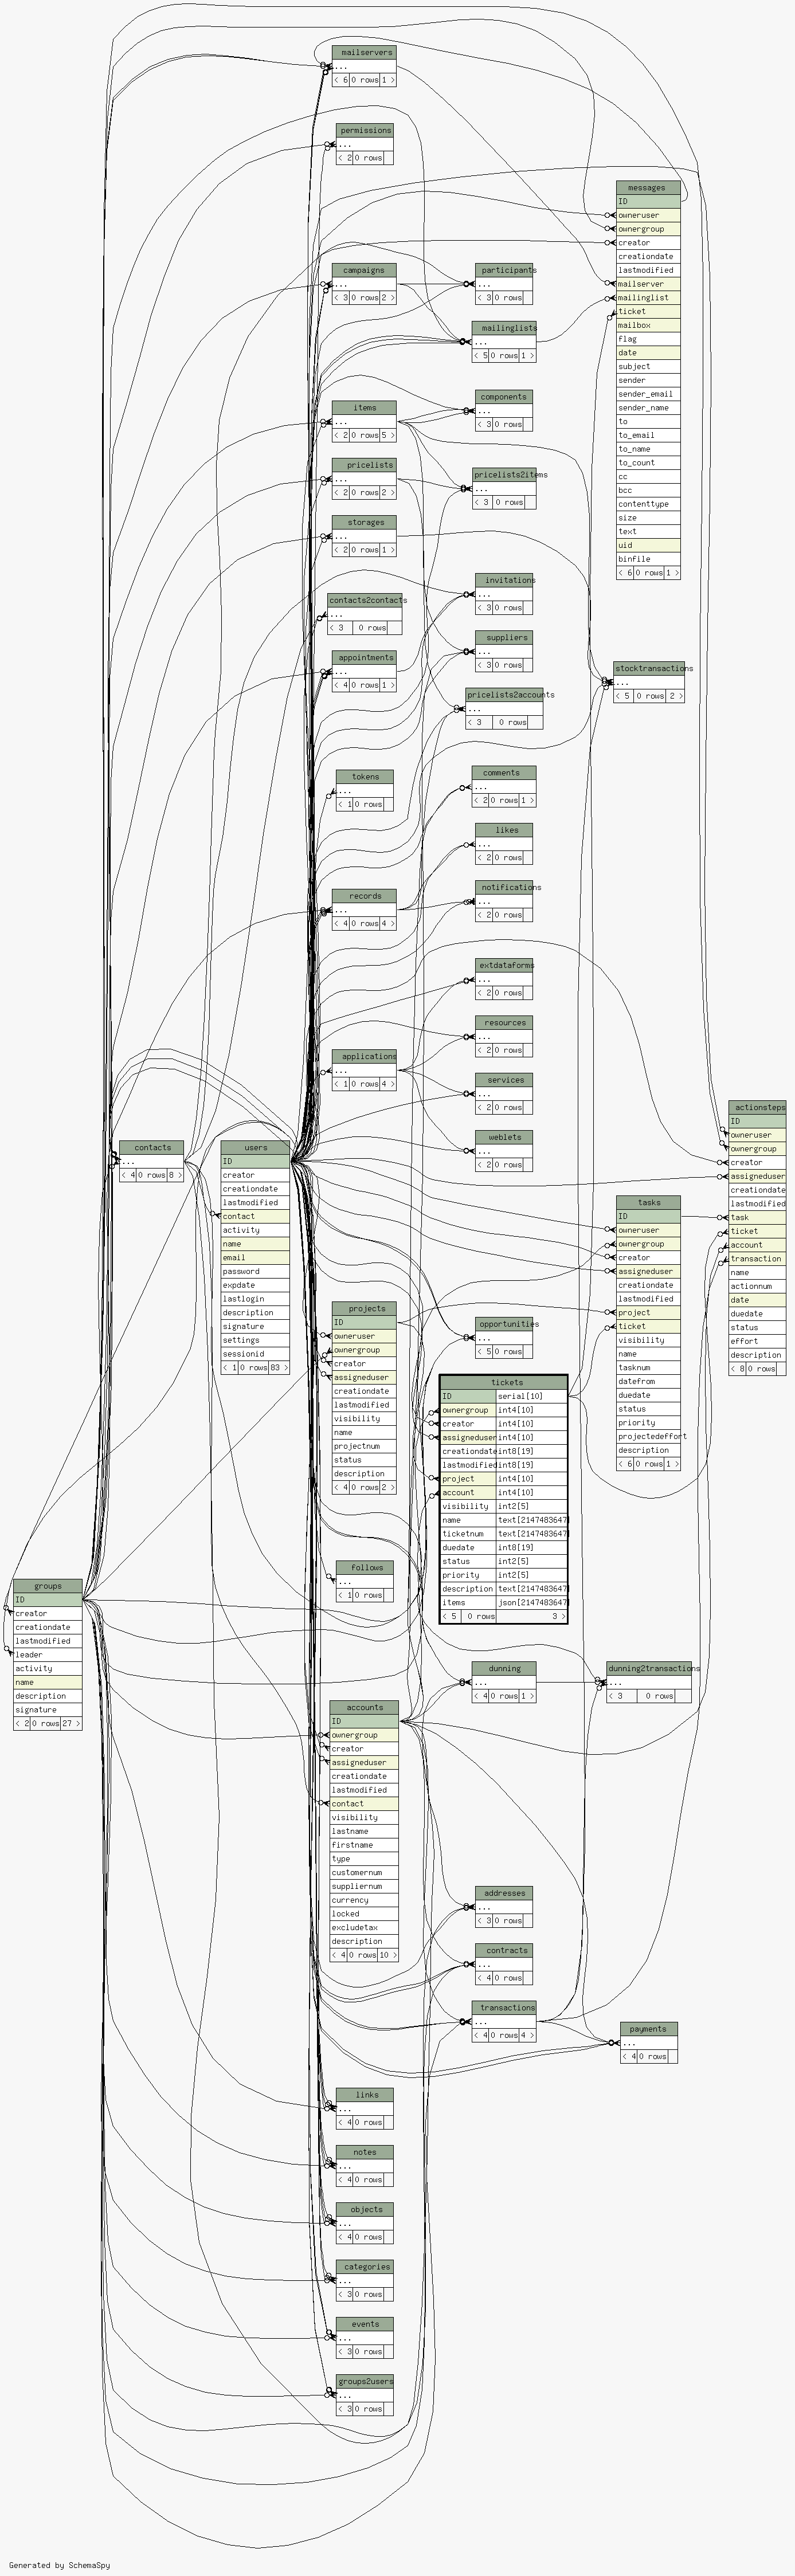 mailservers
...
< 6 0 rows 1 >
permissions
...
< 2 0 rows
messages
ID
owneruser
ownergroup
creator
creationdate
lastmodified
mailserver
mailinglist
ticket
mailbox
flag
date
subject
sender
sender_email
sender_name
to
to_email
to_name
to_count
cc
bcc
contenttype
size
text
uid
binfile
< 6 0 rows 1 >
campaigns
...
< 3 0 rows 2 >
participants
...
< 3 0 rows
mailinglists
...
< 5 0 rows 1 >
components
...
< 3 0 rows
items
...
< 2 0 rows 5 >
pricelists
...
< 2 0 rows 2 >
pricelists2items
...
< 3 0 rows
storages
...
< 2 0 rows 1 >
invitations
...
< 3 0 rows
contacts2contacts
...
< 3 0 rows
suppliers
...
< 3 0 rows
appointments
...
< 4 0 rows 1 >
stocktransactions
...
< 5 0 rows 2 >
pricelists2accounts
...
< 3 0 rows
tokens
...
< 1 0 rows
comments
...
< 2 0 rows 1 >
likes
...
< 2 0 rows
records
...
< 4 0 rows 4 >
notifications
...
< 2 0 rows
extdataforms
...
< 2 0 rows
resources
...
< 2 0 rows
applications
...
< 1 0 rows 4 >
services
...
< 2 0 rows
weblets
...
< 2 0 rows
contacts
...
< 4 0 rows 8 >
users
ID
creator
creationdate
lastmodified
contact
activity
name
email
password
expdate
lastlogin
description
signature
settings
sessionid
< 1 0 rows 83 >
actionsteps
ID
owneruser
ownergroup
creator
assigneduser
creationdate
lastmodified
task
ticket
account
transaction
name
actionnum
date
duedate
status
effort
description
< 8 0 rows
tasks
ID
owneruser
ownergroup
creator
assigneduser
creationdate
lastmodified
project
ticket
visibility
name
tasknum
datefrom
duedate
status
priority
projectedeffort
description
< 6 0 rows 1 >
projects
ID
owneruser
ownergroup
creator
assigneduser
creationdate
lastmodified
visibility
name
projectnum
status
description
< 4 0 rows 2 >
opportunities
...
< 5 0 rows
tickets
ID serial[10]
ownergroup int4[10]
creator int4[10]
assigneduser int4[10]
creationdate int8[19]
lastmodified int8[19]
project int4[10]
account int4[10]
visibility int2[5]
name text[2147483647]
ticketnum text[2147483647]
duedate int8[19]
status int2[5]
priority int2[5]
description text[2147483647]
items json[2147483647]
< 5 0 rows 3 >
follows
...
< 1 0 rows
groups
ID
creator
creationdate
lastmodified
leader
activity
name
description
signature
< 2 0 rows 27 >
dunning
...
< 4 0 rows 1 >
dunning2transactions
...
< 3 0 rows
accounts
ID
ownergroup
creator
assigneduser
creationdate
lastmodified
contact
visibility
lastname
firstname
type
customernum
suppliernum
currency
locked
excludetax
description
< 4 0 rows 10 >
addresses
...
< 3 0 rows
contracts
...
< 4 0 rows
transactions
...
< 4 0 rows 4 >
payments
...
< 4 0 rows
links
...
< 4 0 rows
notes
...
< 4 0 rows
objects
...
< 4 0 rows
categories
...
< 3 0 rows
events
...
< 3 0 rows
groups2users
...
< 3 0 rows
Generated by SchemaSpy